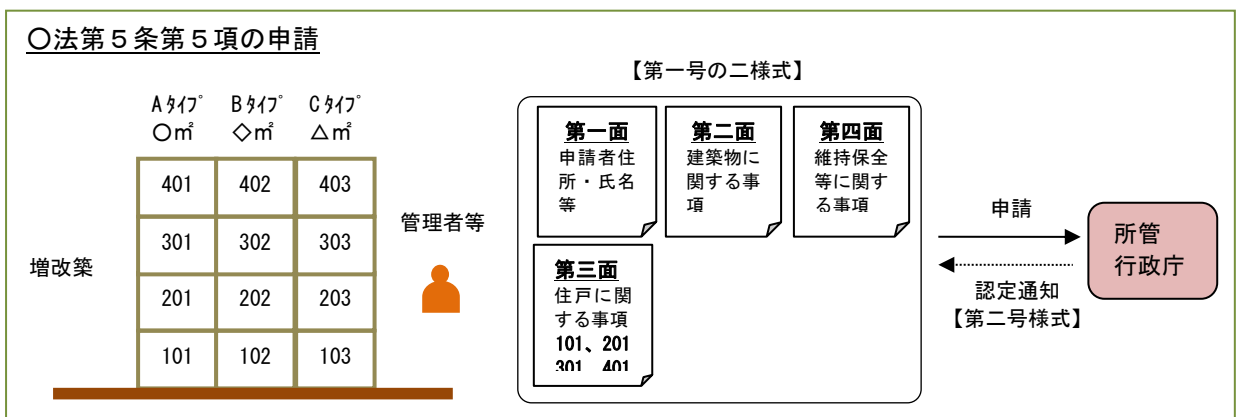 〇法第５条第５項の申請
【第一号の二様式】
Aﾀｲﾌﾟ Bﾀｲﾌﾟ Cﾀｲﾌﾟ
〇㎡ ◇㎡ △㎡
401 402 403
301 302 303
201 202 203
101 102 103
増改築
管理者等
第一面
申請者住
所・氏名
等
第二面
建築物に
関する事
項
第四面
維持保全
等に関す
る事項
第三面
住戸に関
する事項
101、201
301 401
申請
認定通知
【第二号様式】
所管
行政庁